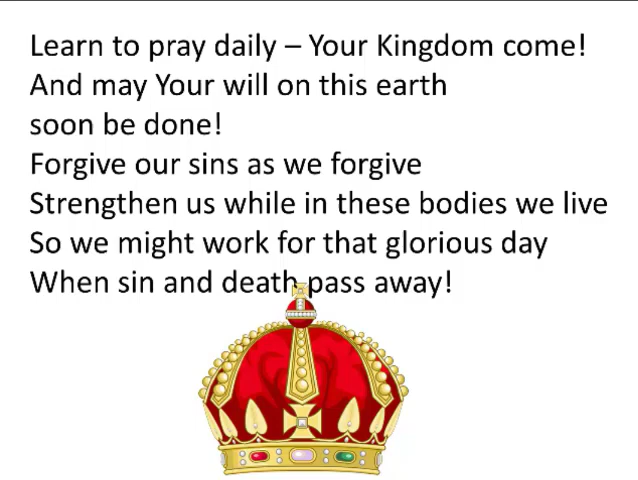 Learn to pray daily – Your Kingdom come!
And may Your will on this earth
soon be done!
Forgive our sins as we forgive
Strengthen us while in these bodies we live
So we might work for that glorious day
When sin and death pass away!